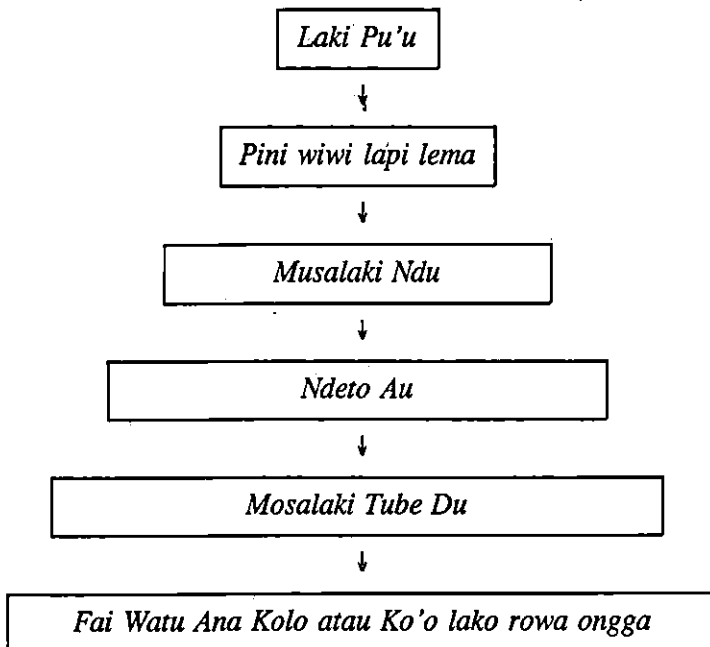 Laki Pu'u
Pini wiwi lapi lema
Musalaki Ndu
Ndeto Au
Mosalaki Tube Du
Fai Watu Ana Kolo atau Ko'o lako rowa ongga